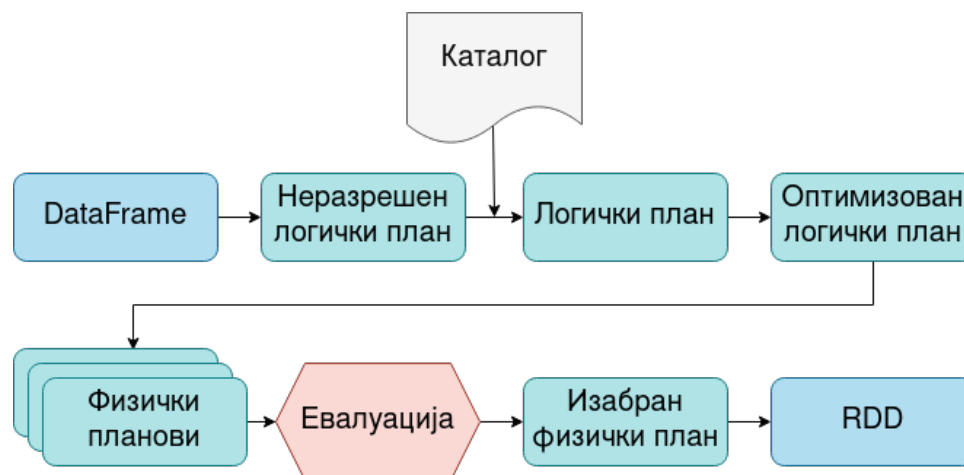 Каталог
DataFrame
Неразрешен
логички план
Логички план
Оптимизован
логички план
Физички
планови
Евалуација
Изабран
физички план
RDD